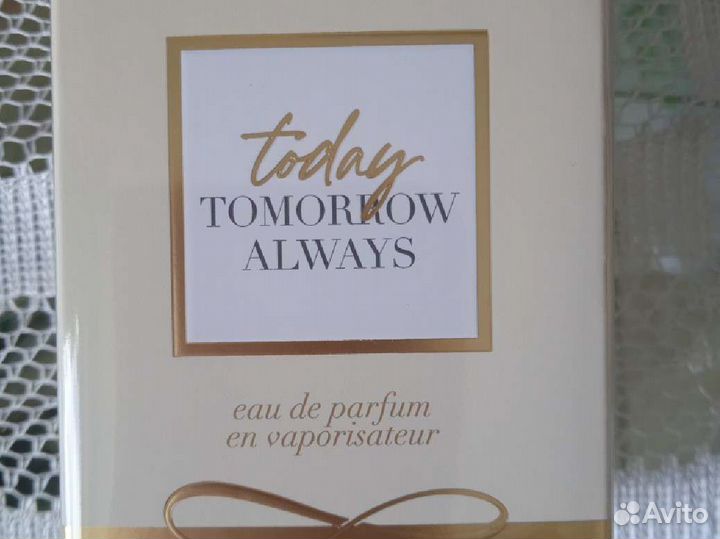 today
TOMORROW
ALWAYS
eau de parfum
en vaporisateur
Avito